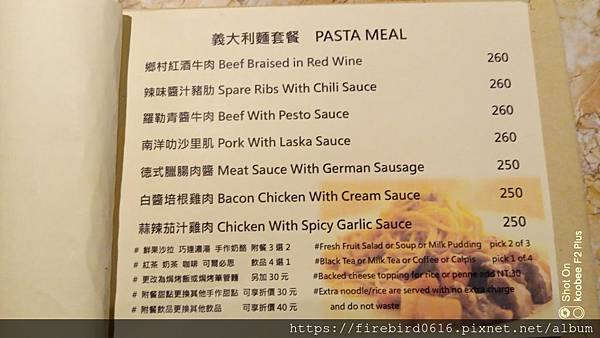 義大利麵套餐 PASTA MEAL
鄉村紅酒牛肉 Beef Braised in Red Wine 260
辣味醬汁豬肋 Spare Ribs With Chili Sauce 260
羅勒青醬牛肉 Beef With Pesto Sauce 260
南洋叻沙里肌 Pork With Laska Sauce 260
德式臘腸肉醬 Meat Sauce With German Sausage 250
白醬培根雞肉 Bacon Chicken With Cream Sauce 250
蒜辣茄汁雞肉 Chicken With Spicy Garlic Sauce 250
# 鮮果沙拉 巧達濃湯 手作奶酪 附餐 3 選 2 #Fresh Fruit Salad or Soup or Milk Pudding pick 2 of 3
# 紅茶 奶茶 咖啡 可爾必思 飲品 4 選 1 #Black Tea or Milk Tea or Coffee or Calpis pick 1 of 4
# 更改為焗烤飯或焗烤筆管麵 另加 30 元 #Backed cheese topping for rice or penne add NT.30
# 附餐甜點更換其他手作甜點 可享折價 30 元 #Extra noodle/rice are served with no extra charge
# 附餐飲品更換其他飲品 可享折價 40 元 and do not waste
Shot On
koobee F2 Plus
https://firebird0616.pixnet.net/album